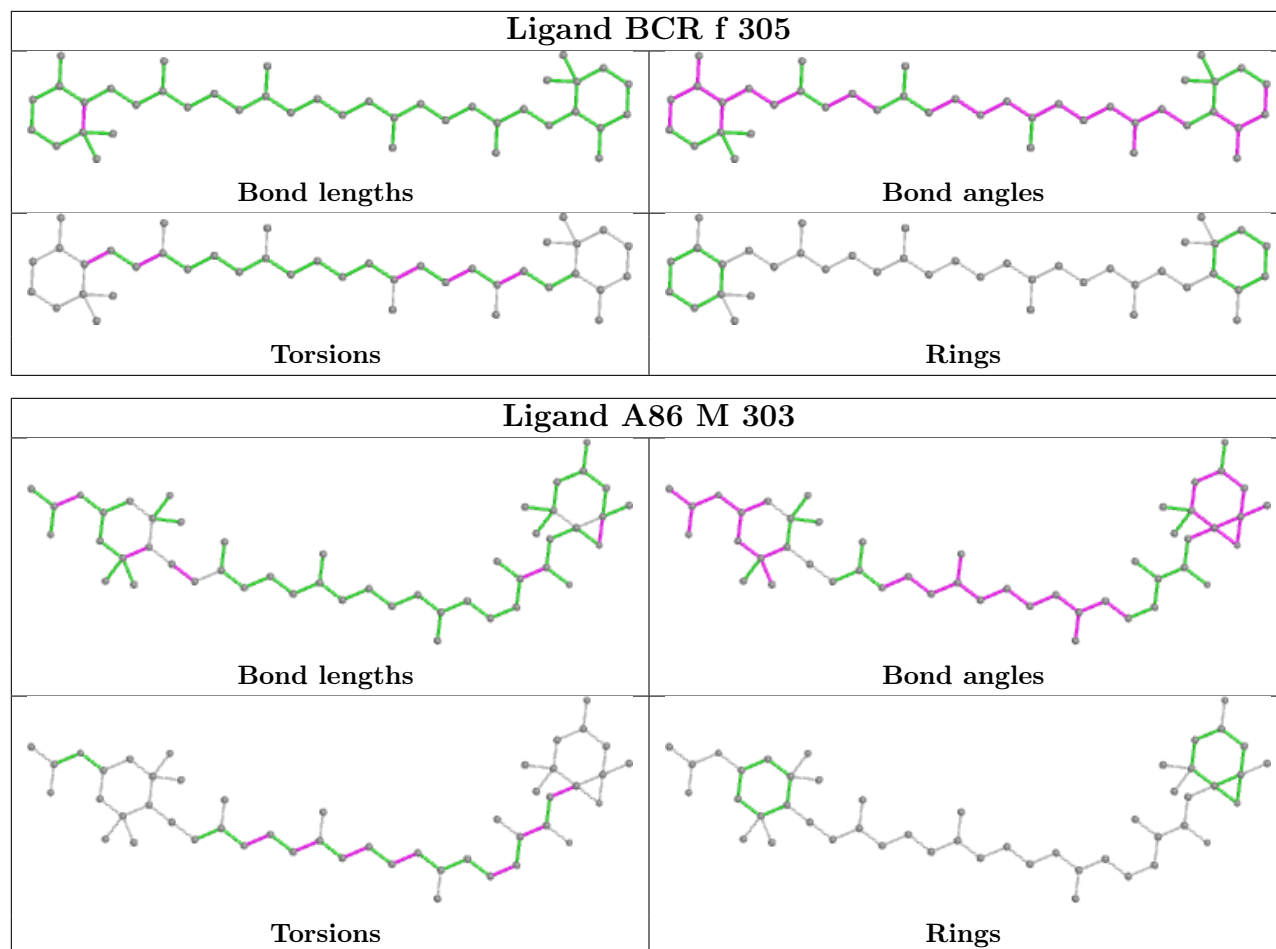 Ligand BCR f 305
Bond lengths
Bond angles
Torsions
Rings
Ligand A86 M 303
Bond lengths
Bond angles
Torsions
Rings